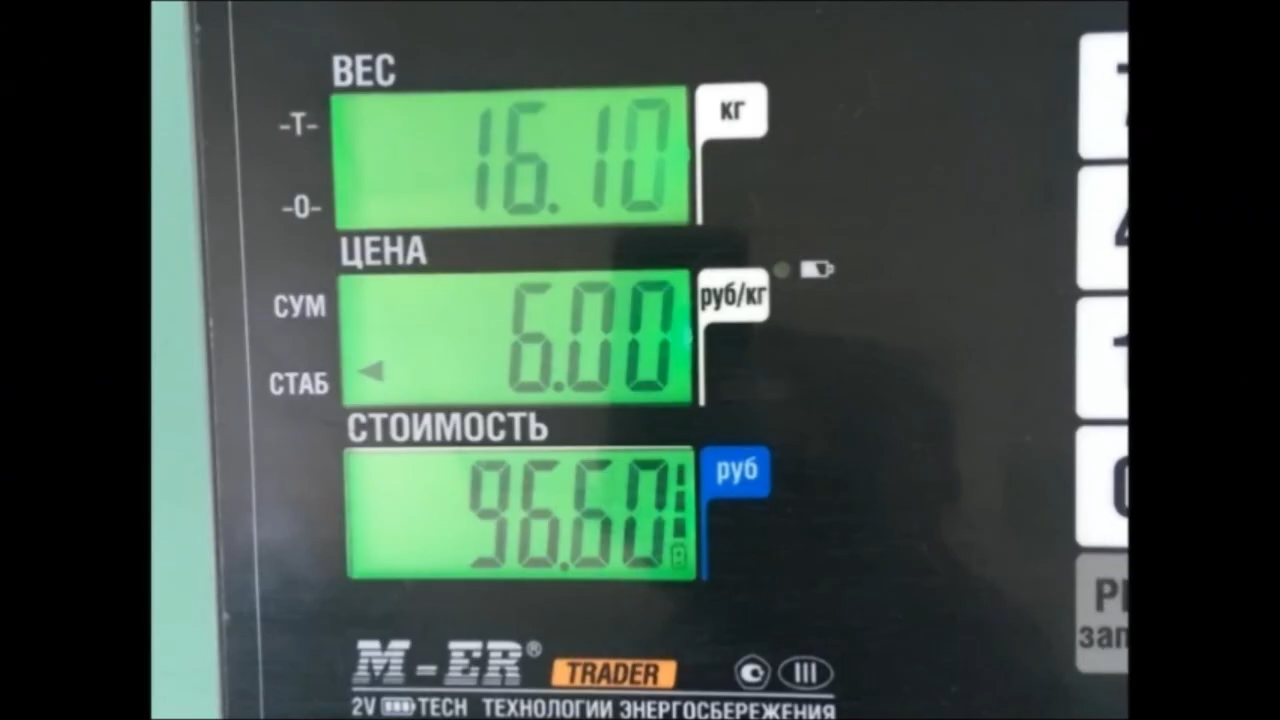 ВЕС
-Т-
16.10
кг
-0-
ЦЕНА
СУМ
6.00
руб/кг
СТАБ
СТОИМОСТЬ
96.60
руб
M-ER®
TRADER
III
2V TECH ТЕХНОЛОГИИ ЭНЕРГОСБЕРЕЖЕНИЯ